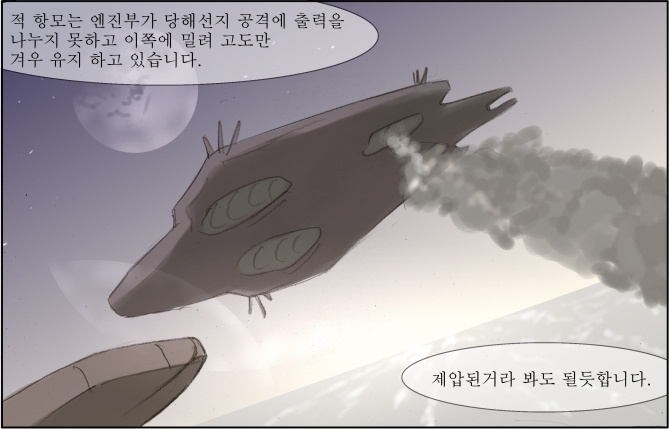 적 항모는 엔진부가 당해선지 공격에 출력을
나누지 못하고 이쪽에 밀려 고도만
겨우 유지 하고 있습니다.
제압된거라 봐도 될듯합니다.